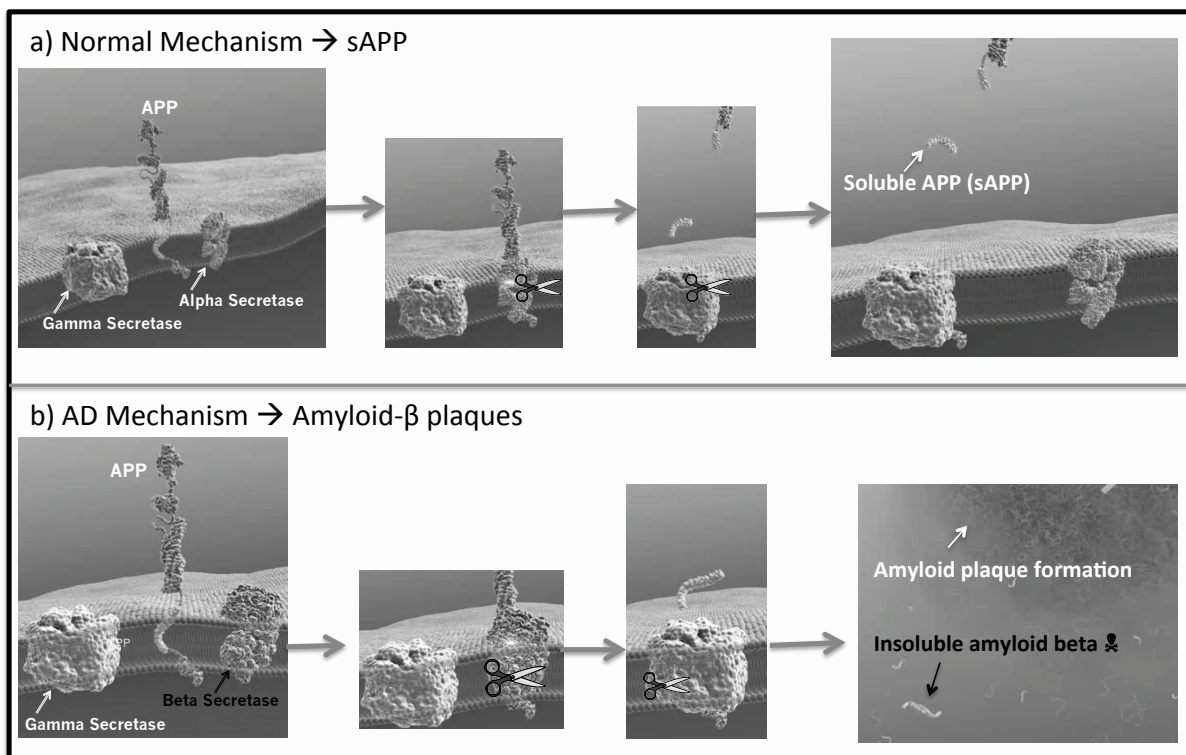 a) Normal Mechanism → sAPP
APP
Gamma Secretase
Alpha Secretase
Soluble APP (sAPP)
b) AD Mechanism → Amyloid-β plaques
APP
Gamma Secretase
Beta Secretase
Amyloid plaque formation
Insoluble amyloid beta ☠